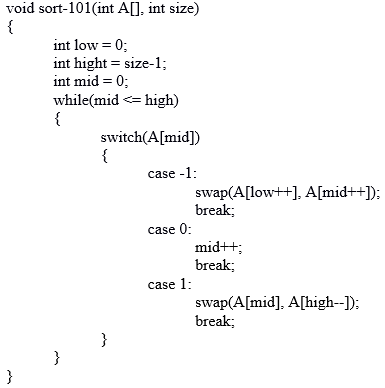 void sort-101(int A[], int size)
{
int low = 0;
int hight = size-1;
int mid = 0;
while(mid <= high)
{
switch(A[mid])
{
case -1:
swap(A[low++], A[mid++]);
break;
case 0:
mid++;
break;
case 1:
swap(A[mid], A[high--]);
break;
}
}
}